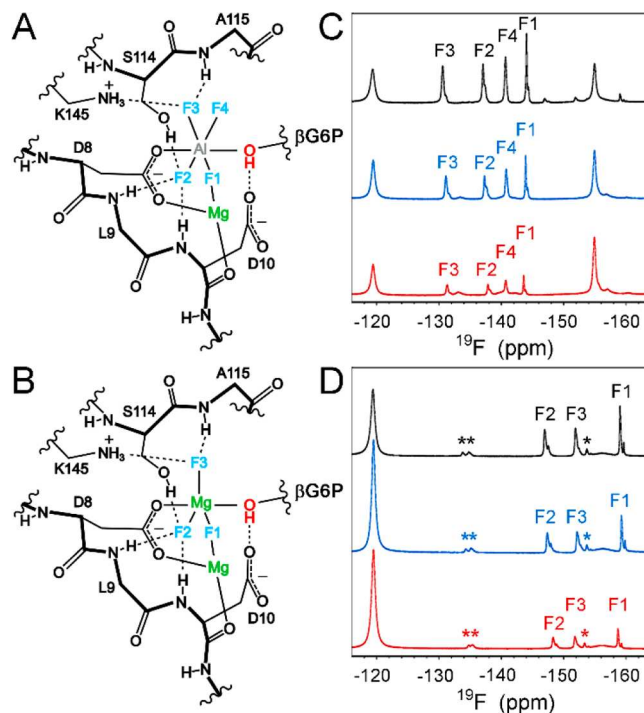 A
A115
O
S114
O
N
H
H
N
H
+
NH₃
K145
O
H
F3
F4
D8
O
Al
O
H
βG6P
H
N
F2
F1
O
H
N
H
Mg
O
O
L9
N
O
D10
O
H
N
C
F3
F2
F4
F1
F3
F2
F4
F1
F3
F2
F4
F1
-120
-130
-140
-150
-160
¹⁹F (ppm)
B
A115
O
S114
O
N
H
H
N
H
+
NH₃
K145
O
H
F3
D8
O
Mg
O
H
βG6P
H
N
F2
F1
O
H
N
H
Mg
O
O
L9
N
O
D10
O
H
N
D
F2
F3
F1
**
*
F2
F3
F1
**
*
F3
F1
F2
**
*
-120
-130
-140
-150
-160
¹⁹F (ppm)